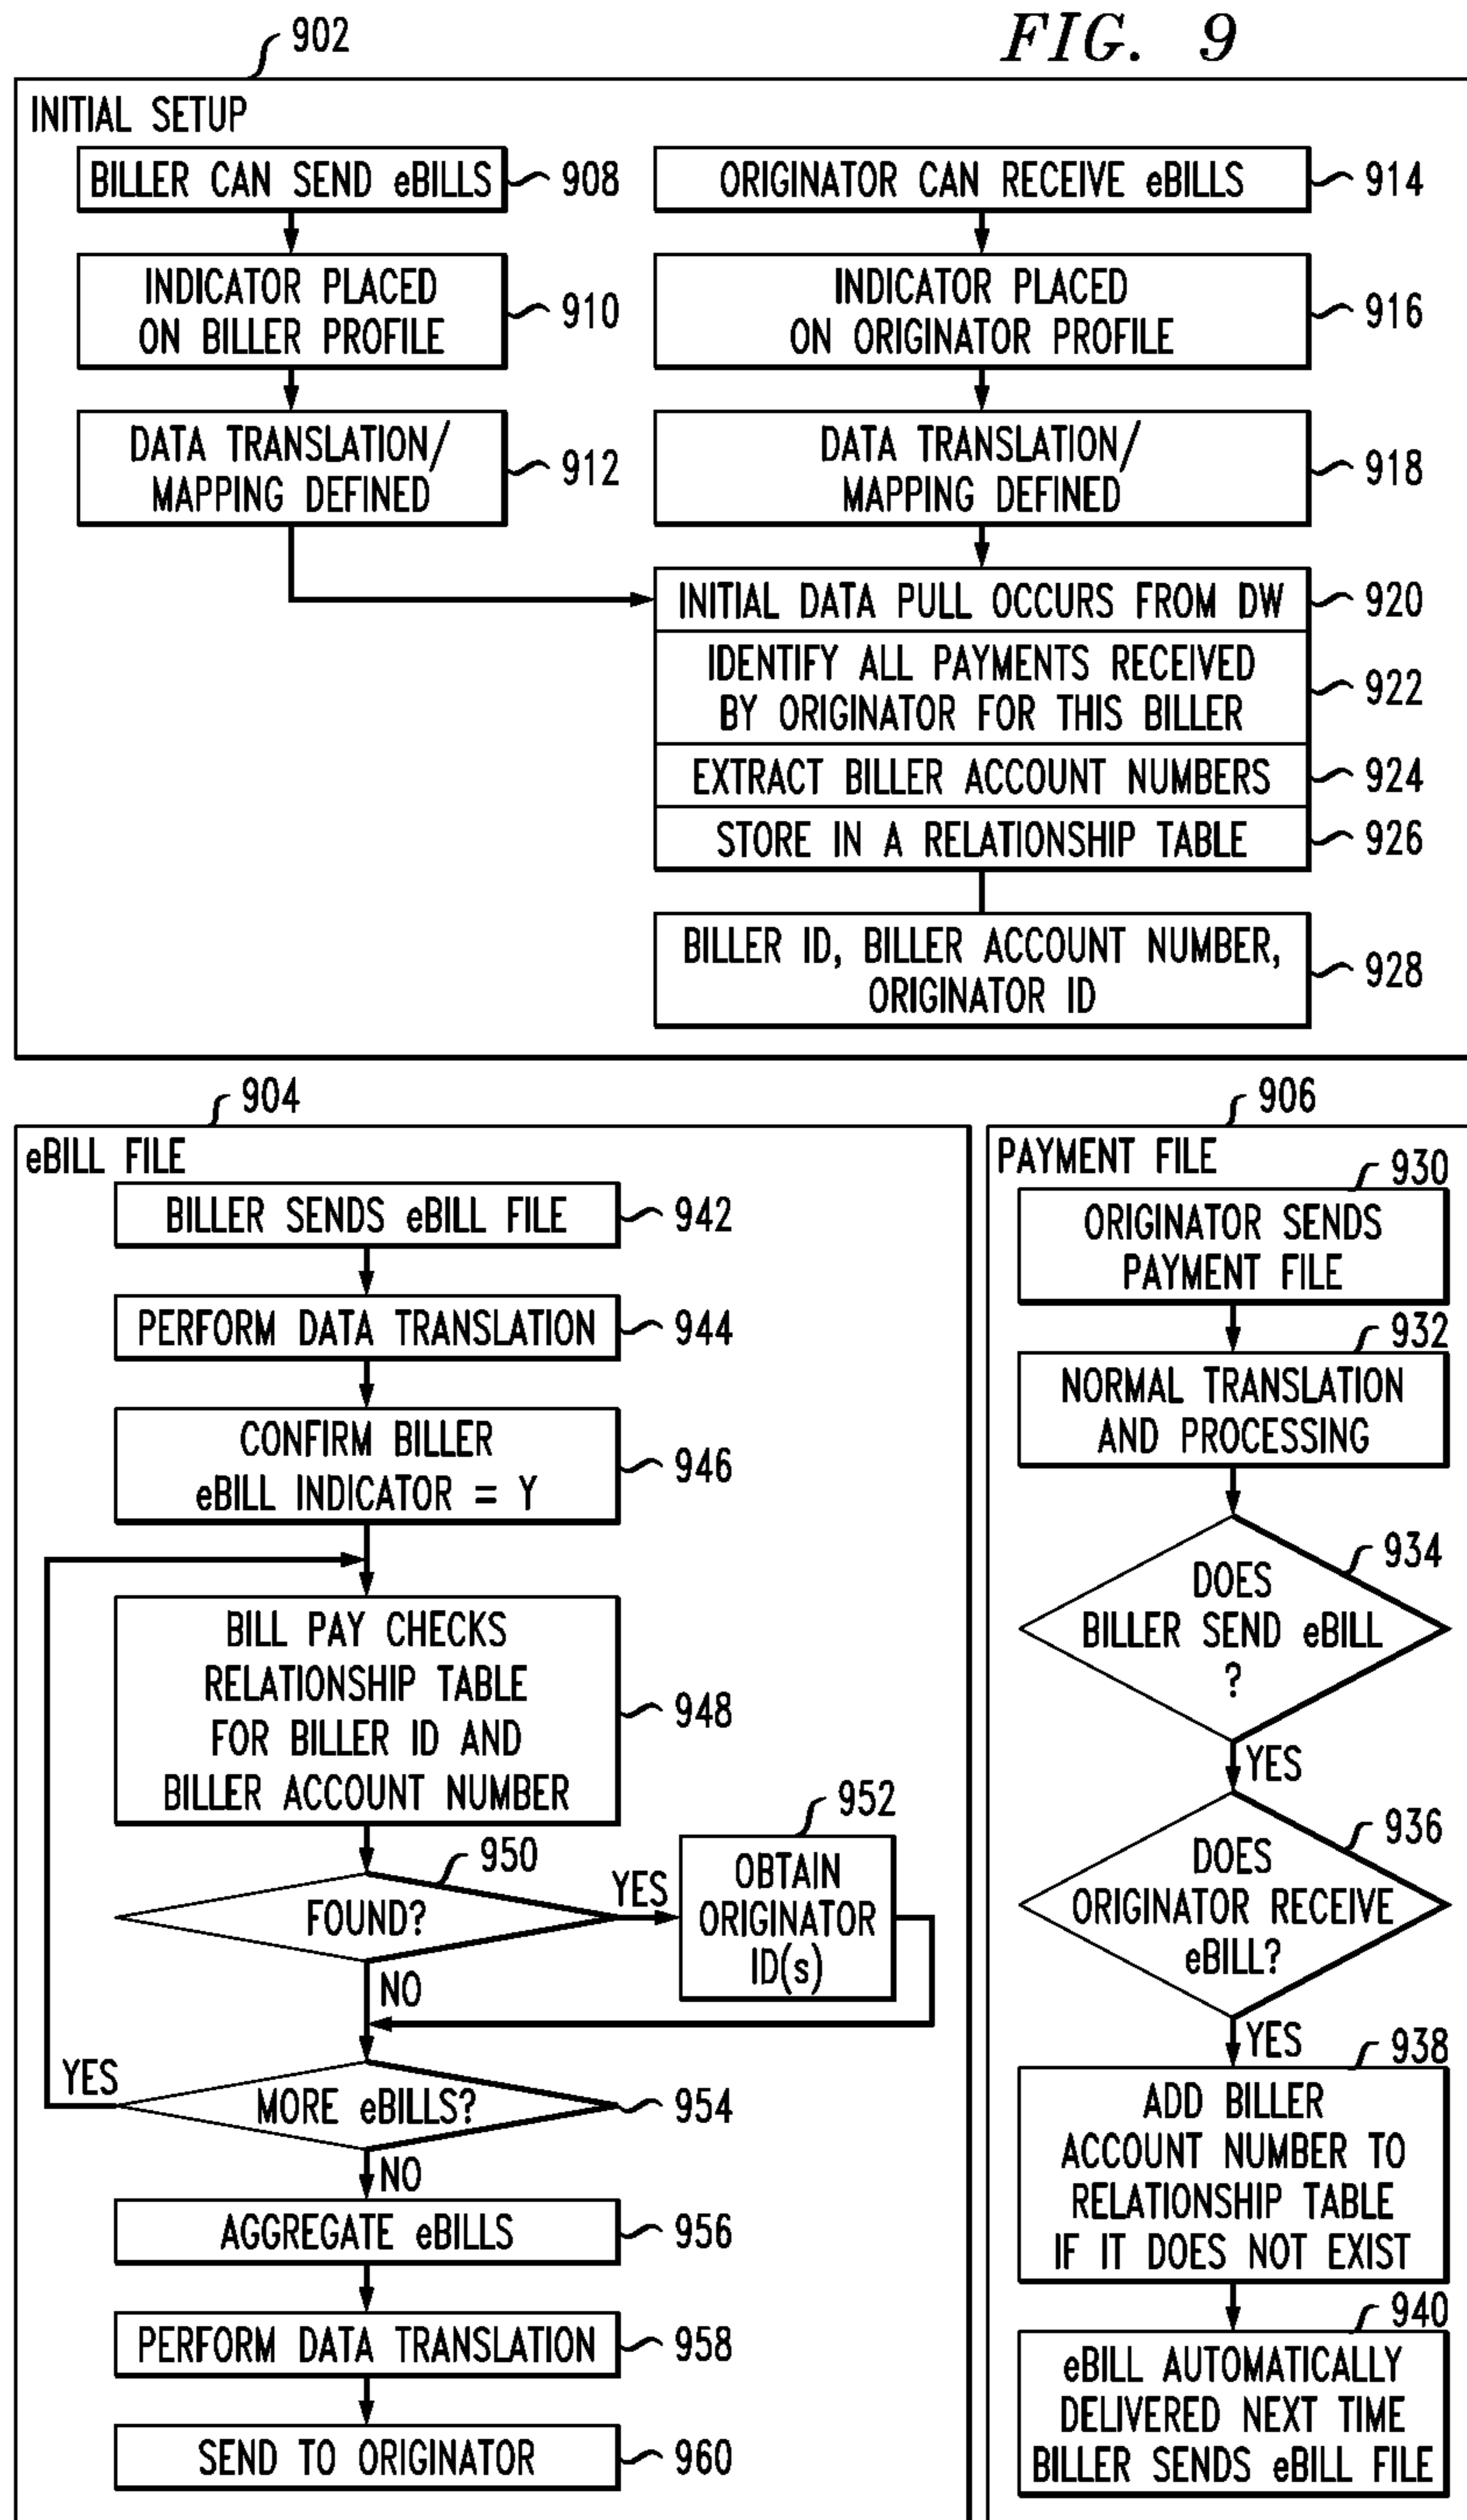 902
FIG. 9
INITIAL SETUP
BILLER CAN SEND eBILLS
908
INDICATOR PLACED
ON BILLER PROFILE
910
DATA TRANSLATION/
MAPPING DEFINED
912
ORIGINATOR CAN RECEIVE eBILLS
914
INDICATOR PLACED
ON ORIGINATOR PROFILE
916
DATA TRANSLATION/
MAPPING DEFINED
918
INITIAL DATA PULL OCCURS FROM DW
920
IDENTIFY ALL PAYMENTS RECEIVED
BY ORIGINATOR FOR THIS BILLER
922
EXTRACT BILLER ACCOUNT NUMBERS
924
STORE IN A RELATIONSHIP TABLE
926
BILLER ID, BILLER ACCOUNT NUMBER,
ORIGINATOR ID
928
904
eBILL FILE
BILLER SENDS eBILL FILE
942
PERFORM DATA TRANSLATION
944
CONFIRM BILLER
eBILL INDICATOR = Y
946
BILL PAY CHECKS
RELATIONSHIP TABLE
FOR BILLER ID AND
BILLER ACCOUNT NUMBER
948
950
FOUND?
YES
952
OBTAIN
ORIGINATOR
ID(s)
NO
YES
MORE eBILLS?
954
NO
AGGREGATE eBILLS
956
PERFORM DATA TRANSLATION
958
SEND TO ORIGINATOR
960
906
PAYMENT FILE
930
ORIGINATOR SENDS
PAYMENT FILE
932
NORMAL TRANSLATION
AND PROCESSING
934
DOES
BILLER SEND eBILL
?
YES
936
DOES
ORIGINATOR RECEIVE
eBILL?
YES
938
ADD BILLER
ACCOUNT NUMBER TO
RELATIONSHIP TABLE
IF IT DOES NOT EXIST
940
eBILL AUTOMATICALLY
DELIVERED NEXT TIME
BILLER SENDS eBILL FILE